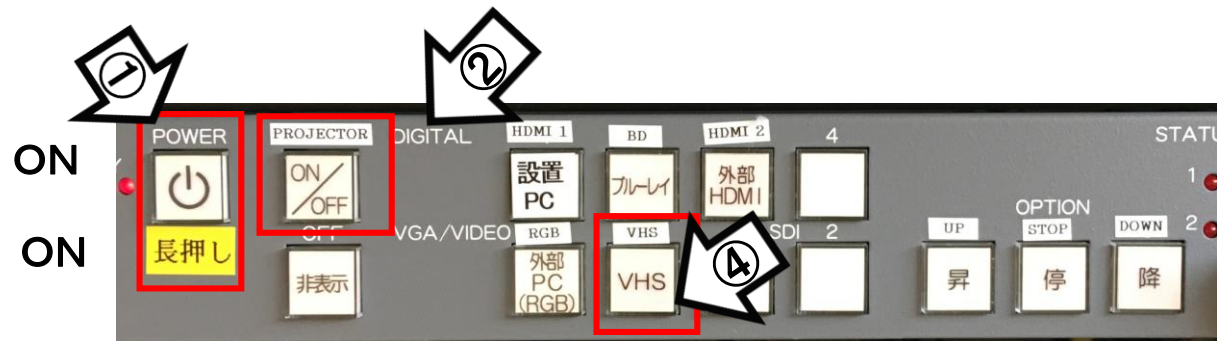 ①
②
ON
ON
POWER
長押し
PROJECTOR
ON/OFF
OFF
非表示
DIGITAL
VGA/VIDEO
HDMI 1
設置
PC
BD
ブルーレイ
HDMI 2
外部
HDMI
4
RGB
外部
PC
(RGB)
VHS
VHS
④
SDI 2
OPTION
UP
昇
STOP
停
DOWN
降
STATU
1
2